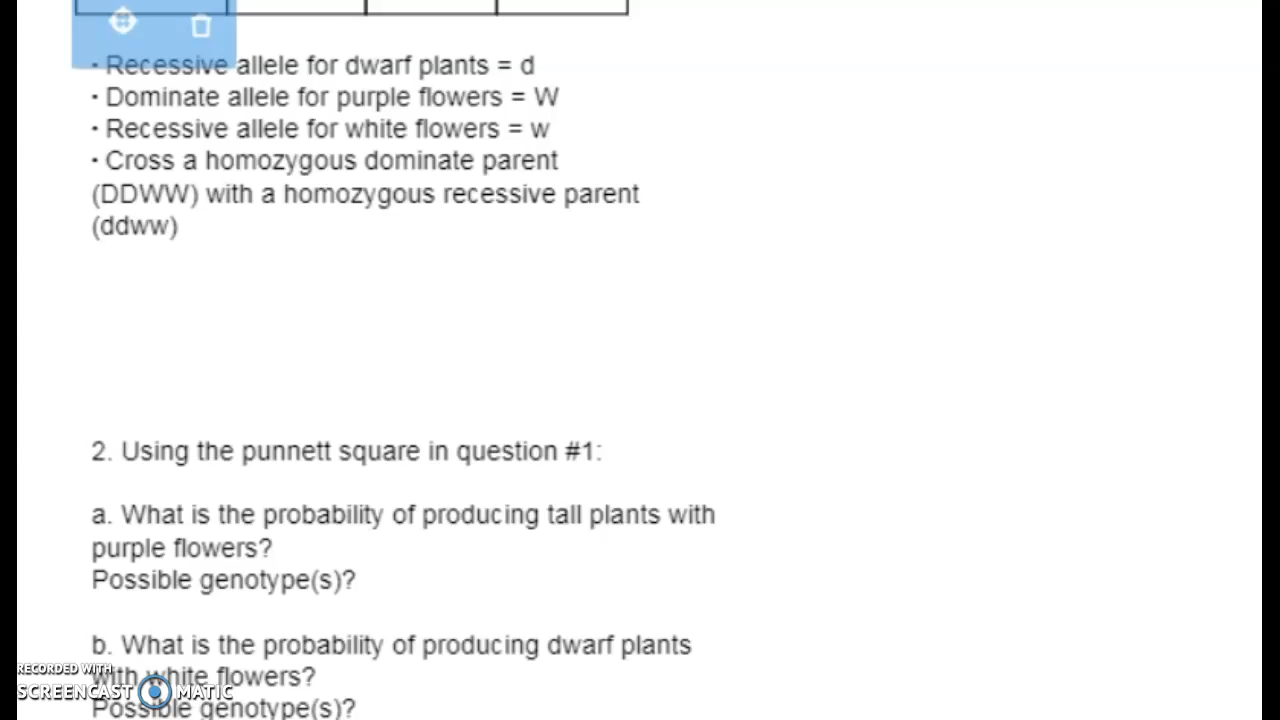 · Recessive allele for dwarf plants = d
· Dominate allele for purple flowers = W
· Recessive allele for white flowers = w
· Cross a homozygous dominate parent
(DDWW) with a homozygous recessive parent
(ddww)
2. Using the punnett square in question #1:
a. What is the probability of producing tall plants with
purple flowers?
Possible genotype(s)?
b. What is the probability of producing dwarf plants
with white flowers?
Possible genotype(s)?
RECORDED WITH
SCREENCAST MATIC